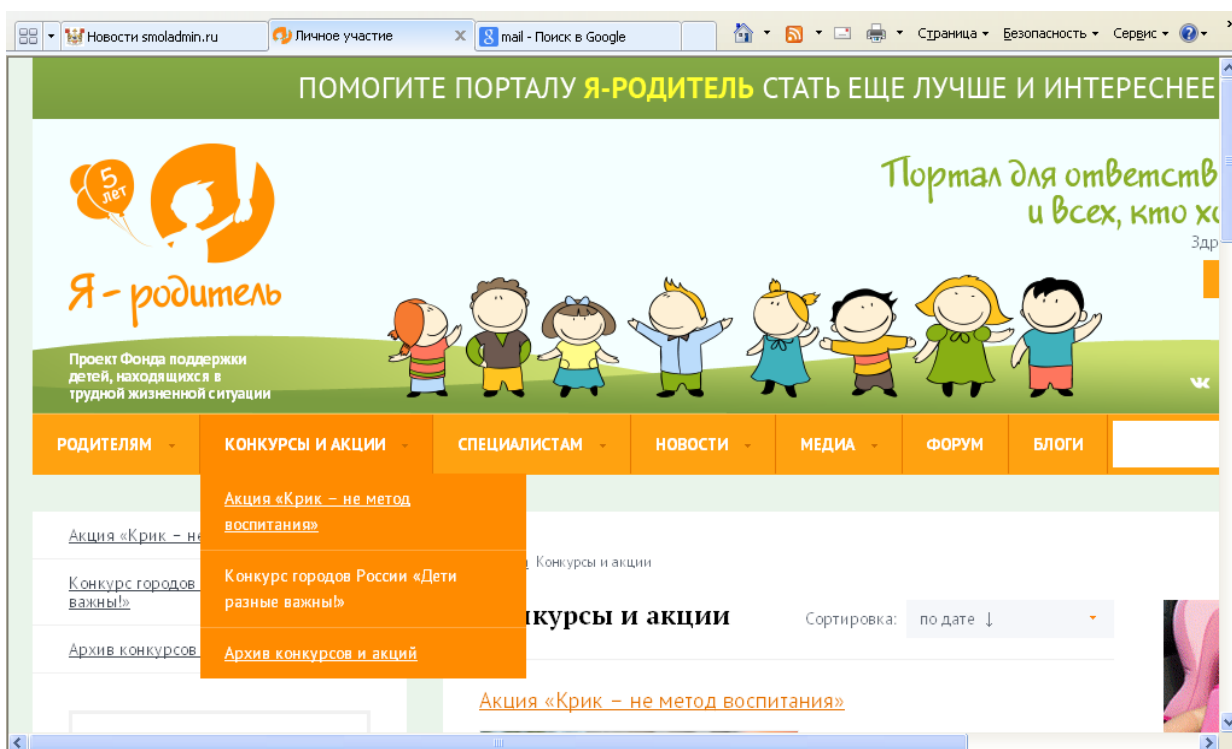 Новости smoladmin.ru
Личное участие
mail - Поиск в Google
Страница
Безопасность
Сервис
ПОМОГИТЕ ПОРТАЛУ Я-РОДИТЕЛЬ СТАТЬ ЕЩЕ ЛУЧШЕ И ИНТЕРЕСНЕЕ
5 лет
Портал для ответств
и всех, кто хо
Здр
Я - родитель
Проект Фонда поддержки
детей, находящихся в
трудной жизненной ситуации
РОДИТЕЛЯМ
КОНКУРСЫ И АКЦИИ
СПЕЦИАЛИСТАМ
НОВОСТИ
МЕДИА
ФОРУМ
БЛОГИ
Акция «Крик – не метод
воспитания»
Конкурс городов России «Дети
разные важны!»
Архив конкурсов и акций
Акция «Крик – не
Конкурс городов
важны!»
Архив конкурсов
Конкурсы и акции
нкурсы и акции
Сортировка:
по дате ↓
Акция «Крик – не метод воспитания»